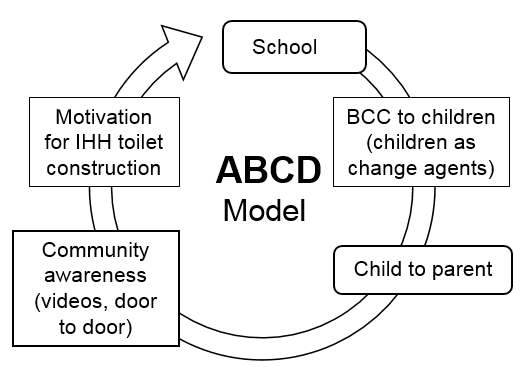 School
BCC to children
(children as
change agents)
Child to parent
Community
awareness
(videos, door
to door)
Motivation
for IHH toilet
construction
ABCD
Model